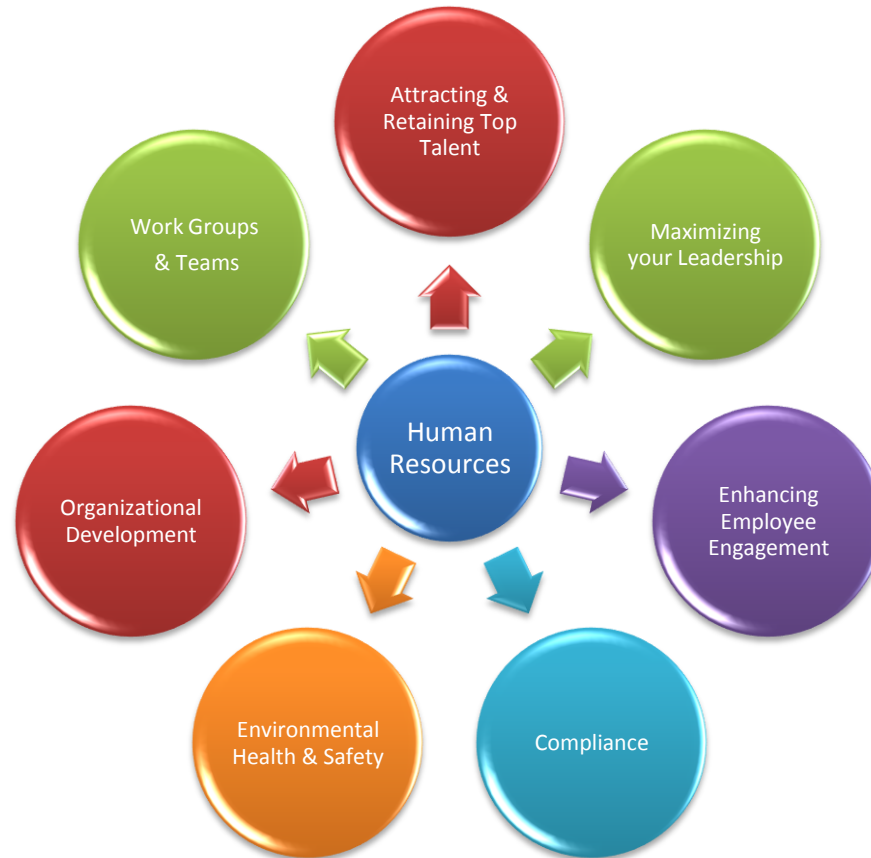 Attracting &
Retaining Top
Talent
Work Groups
& Teams
Maximizing
your Leadership
Human
Resources
Organizational
Development
Enhancing
Employee
Engagement
Environmental
Health & Safety
Compliance